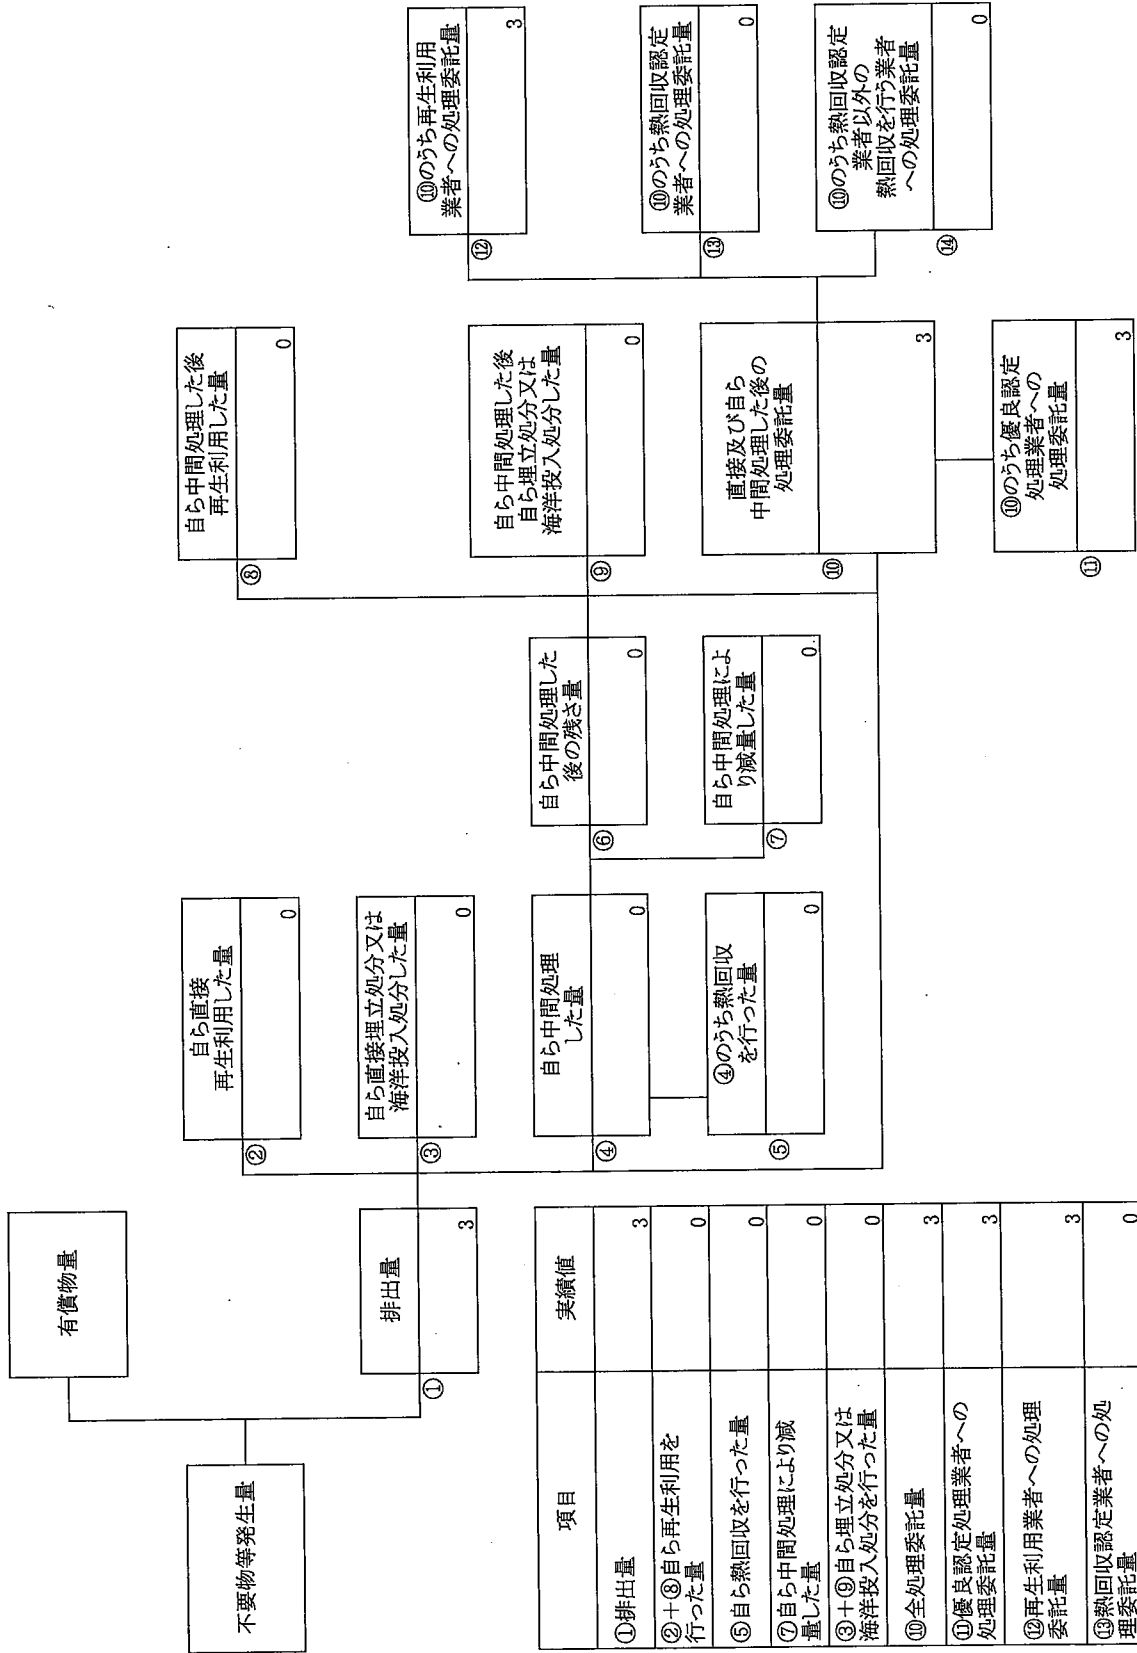 不要物等発生量
有償物量
排出量
①
3
自ら直接
再生利用した量
②
0
自ら直接埋立処分又は
海洋投入処分した量
③
0
自ら中間処理
した量
④
0
④のうち熱回収
を行った量
⑤
0
自ら中間処理した
後の残さ量
⑥
0
自ら中間処理によ
り減量した量
⑦
0
自ら中間処理した後
再生利用した量
⑧
0
自ら中間処理した後
自ら埋立処分又は
海洋投入処分した量
⑨
0
直接及び自ら
中間処理した後の
処理委託量
⑩
3
⑩のうち優良認定
処理業者への
処理委託量
⑪
3
⑩のうち再生利用
業者への処理委託量
⑫
3
⑩のうち熱回収認定
業者への処理委託量
⑬
0
⑩のうち熱回収認定
業者以外の
熱回収を行う業者
への処理委託量
⑭
0
項目 実績値
①排出量 3
②+⑧自ら再生利用を
行った量 0
⑤自ら熱回収を行った量 0
⑦自ら中間処理により減
量した量 0
③+⑨自ら埋立処分又は
海洋投入処分を行った量 0
⑩全処理委託量 3
⑪優良認定処理業者への
処理委託量 3
⑫再生利用業者への処理
委託量 3
⑬熱回収認定業者への処
理委託量 0